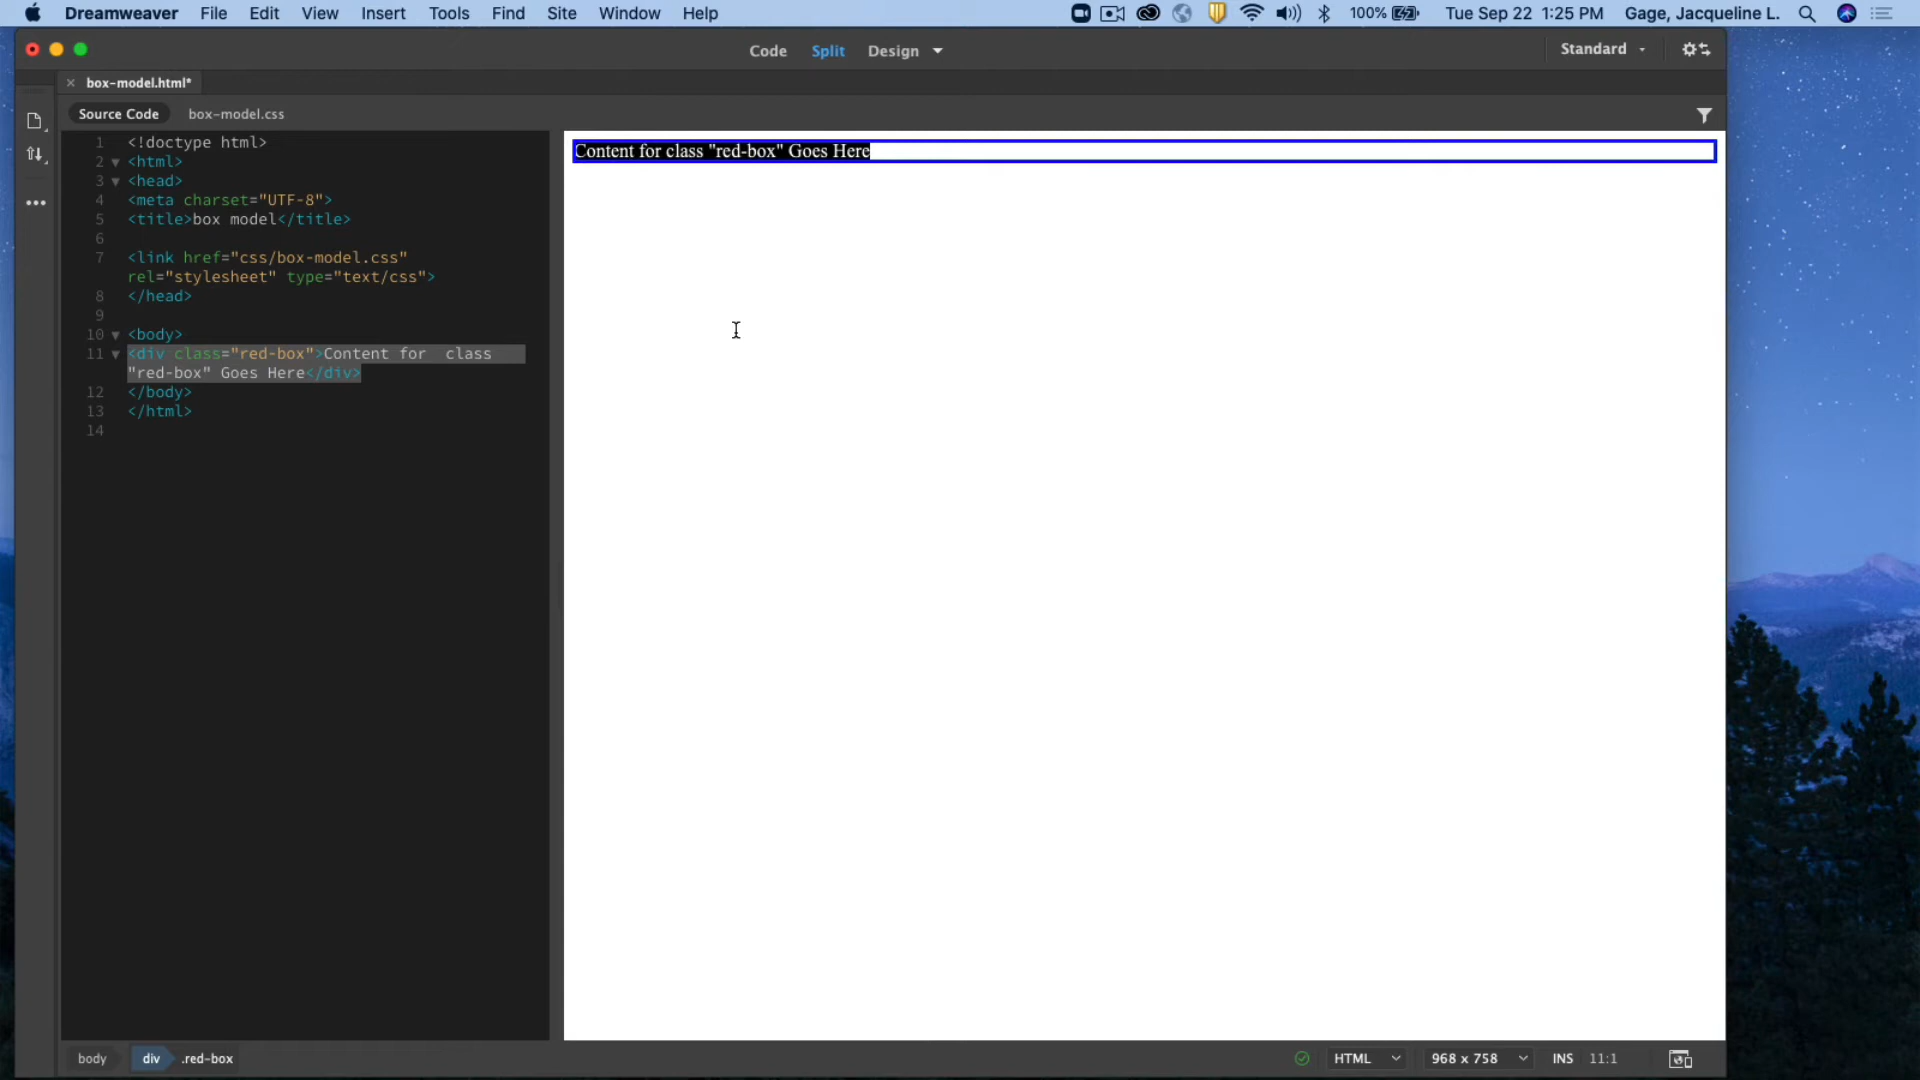 Dreamweaver File Edit View Insert Tools Find Site Window Help 100% Tue Sep 22 1:25 PM Gage, Jacqueline L.
Code Split Design Standard
× box-model.html*
Source Code box-model.css
1 <!doctype html>
2 <html>
3 <head>
4 <meta charset="UTF-8">
5 <title>box model</title>
6
7 <link href="css/box-model.css"
rel="stylesheet" type="text/css">
8 </head>
9
10 <body>
11 <div class="red-box">Content for  class
"red-box" Goes Here</div>
12 </body>
13 </html>
14
Content for class "red-box" Goes Here
body div .red-box HTML 968 x 758 INS 11:1